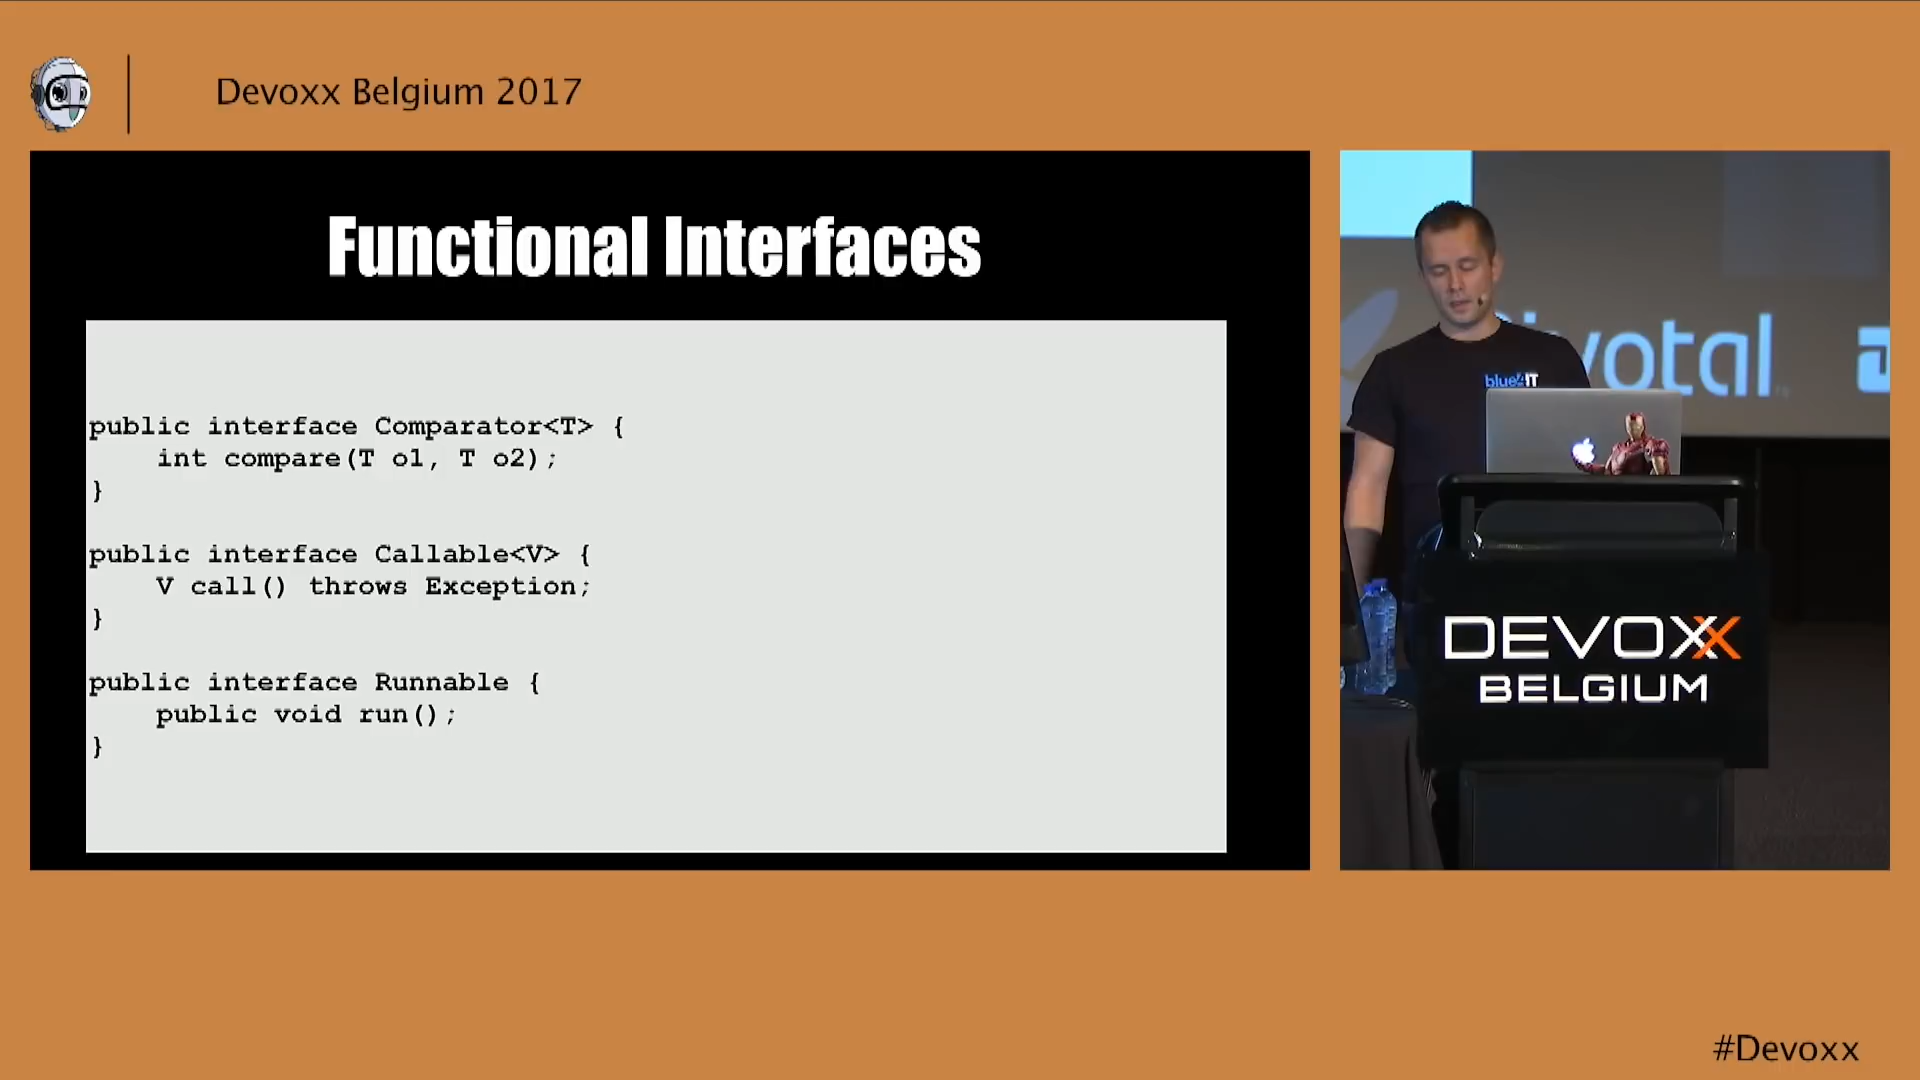 Devoxx Belgium 2017
Functional Interfaces
public interface Comparator<T> {
    int compare(T o1, T o2);
}
public interface Callable<V> {
    V call() throws Exception;
}
public interface Runnable {
    public void run();
}
blue4IT
votal
DEVOXX
BELGIUM
#Devoxx